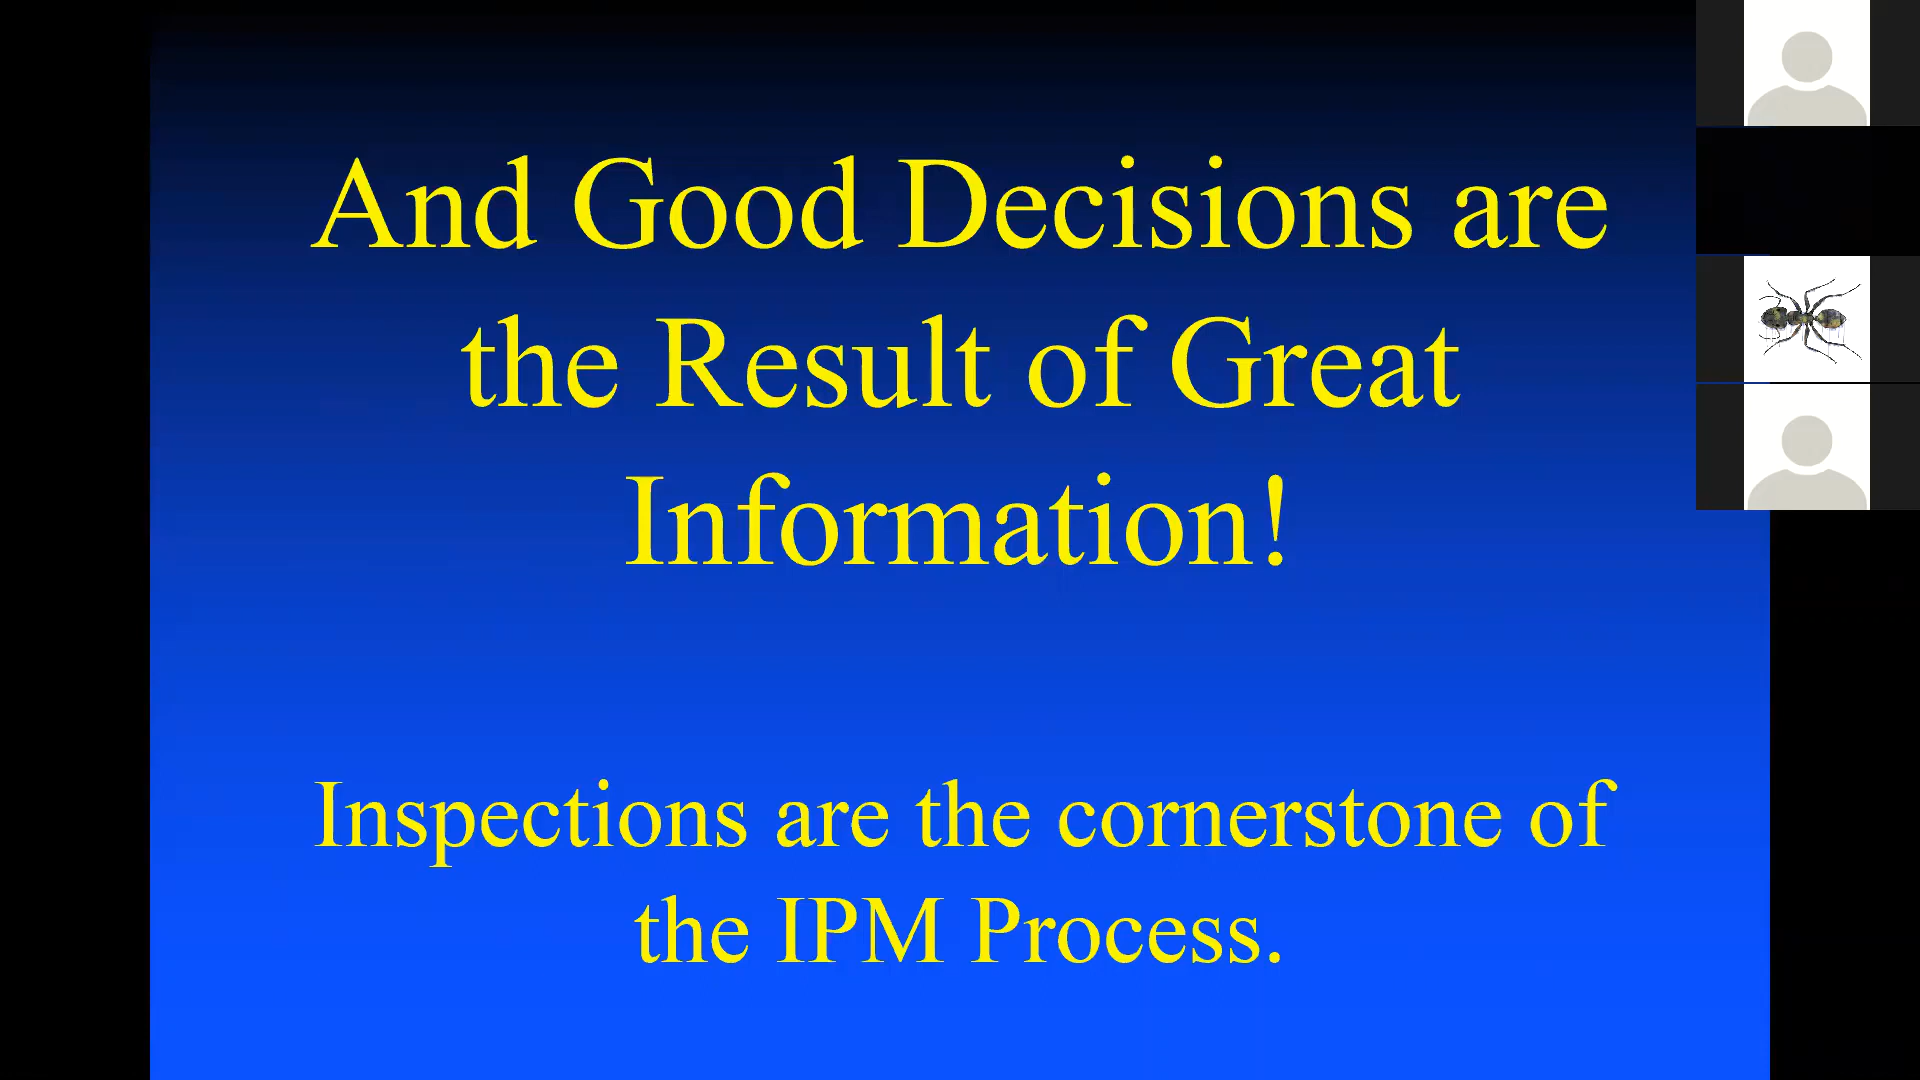 And Good Decisions are
the Result of Great
Information!
Inspections are the cornerstone of
the IPM Process.